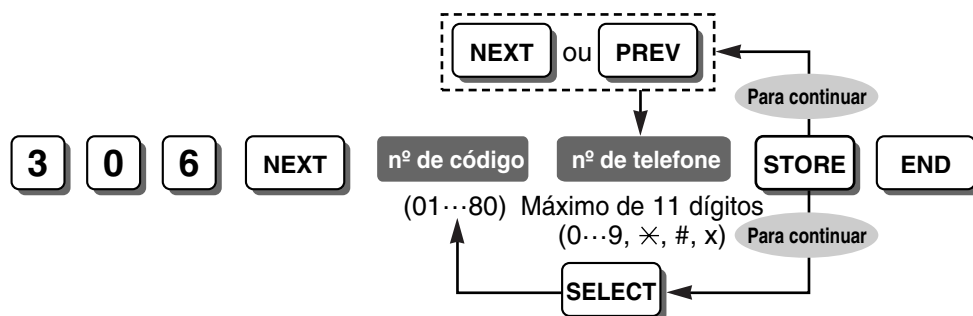 NEXT ou PREV
Para continuar
3 0 6 NEXT nº de código nº de telefone STORE END
(01···80) Máximo de 11 dígitos
(0···9, ✳, #, x)
Para continuar
SELECT